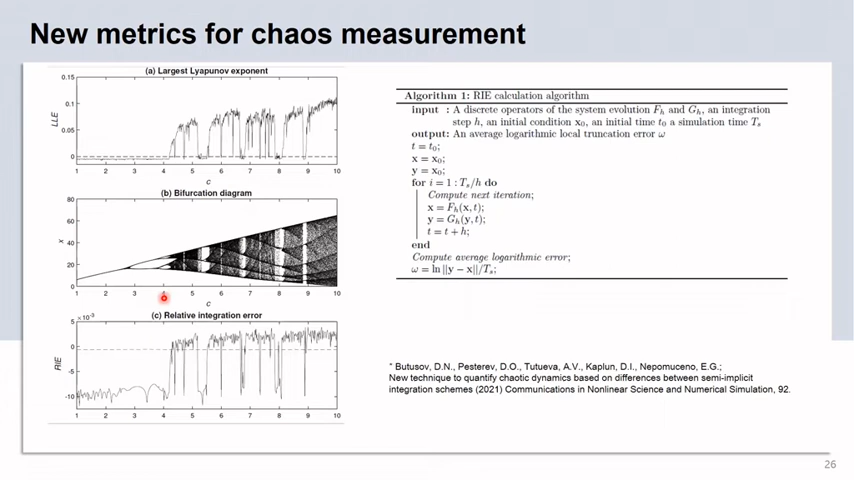 New metrics for chaos measurement
(a) Largest Lyapunov exponent
0.15
0.1
0.05
0
LLE
1 2 3 4 5 6 7 8 9 10
c
(b) Bifurcation diagram
80
60
40
20
0
x
1 2 3 4 5 6 7 8 9 10
c
(c) Relative integration error
×10⁻³
5
0
-5
-10
RIE
1 2 3 4 5 6 7 8 9 10
Algorithm 1: RIE calculation algorithm
input : A discrete operators of the system evolution F_h and G_h, an integration
step h, an initial condition x₀, an initial time t₀ a simulation time T_s
output: An average logarithmic local truncation error ω
t = t₀;
x = x₀;
y = x₀;
for i = 1 : T_s/h do
Compute next iteration;
x = F_h(x, t);
y = G_h(y, t);
t = t + h;
end
Compute average logarithmic error;
ω = ln ||y − x||/T_s;
* Butusov, D.N., Pesterev, D.O., Tutueva, A.V., Kaplun, D.I., Nepomuceno, E.G.;
New technique to quantify chaotic dynamics based on differences between semi-implicit
integration schemes (2021) Communications in Nonlinear Science and Numerical Simulation, 92.
26